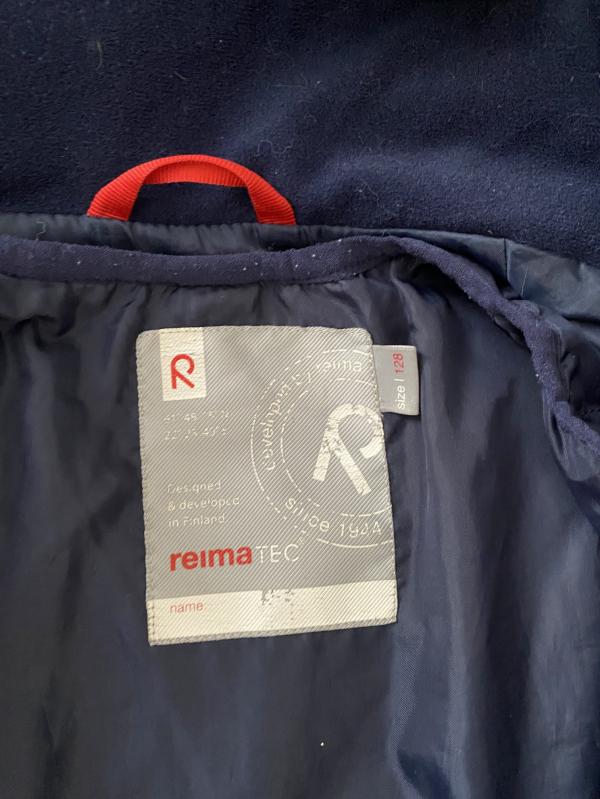 developed by reima
since 1944
size | 128
Designed
& developed
in Finland.
reimaTEC
name: